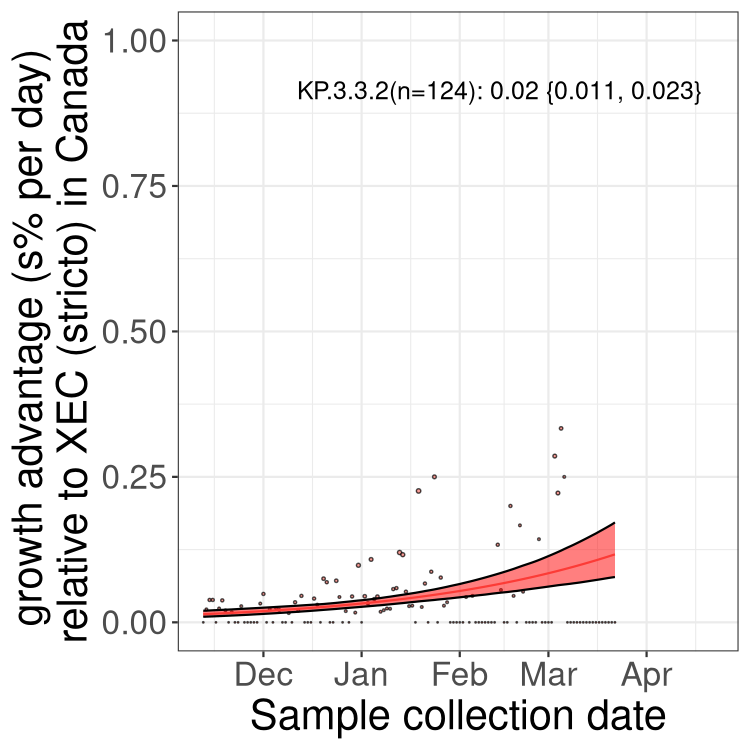 growth advantage (s% per day)
relative to XEC (stricto) in Canada
1.00
0.75
0.50
0.25
0.00
KP.3.3.2(n=124): 0.02 {0.011, 0.023}
Dec Jan Feb Mar Apr
Sample collection date